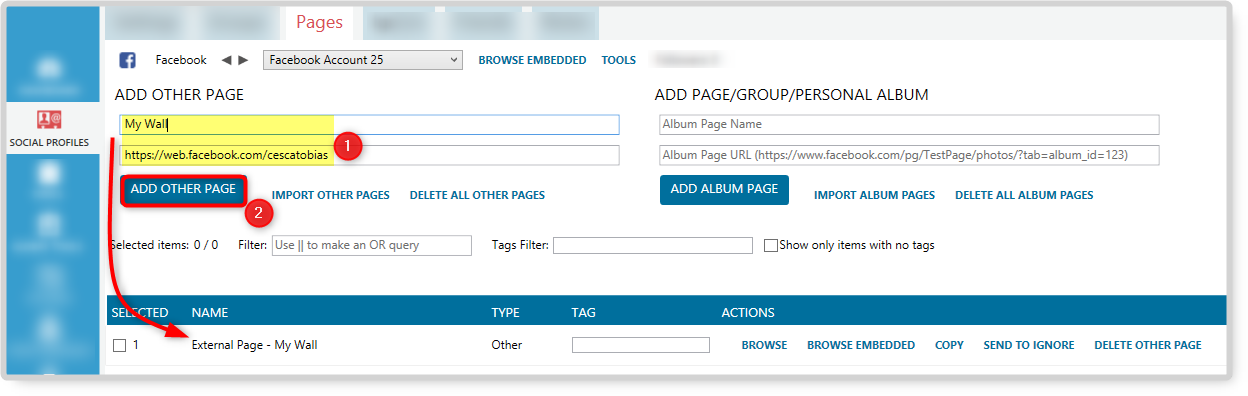 Pages
Facebook ◀ ▶ Facebook Account 25 BROWSE EMBEDDED TOOLS
ADD OTHER PAGE ADD PAGE/GROUP/PERSONAL ALBUM
My Wall Album Page Name
SOCIAL PROFILES
1
https://web.facebook.com/cescatobias Album Page URL (https://www.facebook.com/pg/TestPage/photos/?tab=album_id=123)
ADD OTHER PAGE IMPORT OTHER PAGES DELETE ALL OTHER PAGES ADD ALBUM PAGE IMPORT ALBUM PAGES DELETE ALL ALBUM PAGES
2
Selected items: 0 / 0 Filter: Use || to make an OR query Tags Filter: Show only items with no tags
SELECTED NAME TYPE TAG ACTIONS
1 External Page - My Wall Other BROWSE BROWSE EMBEDDED COPY SEND TO IGNORE DELETE OTHER PAGE